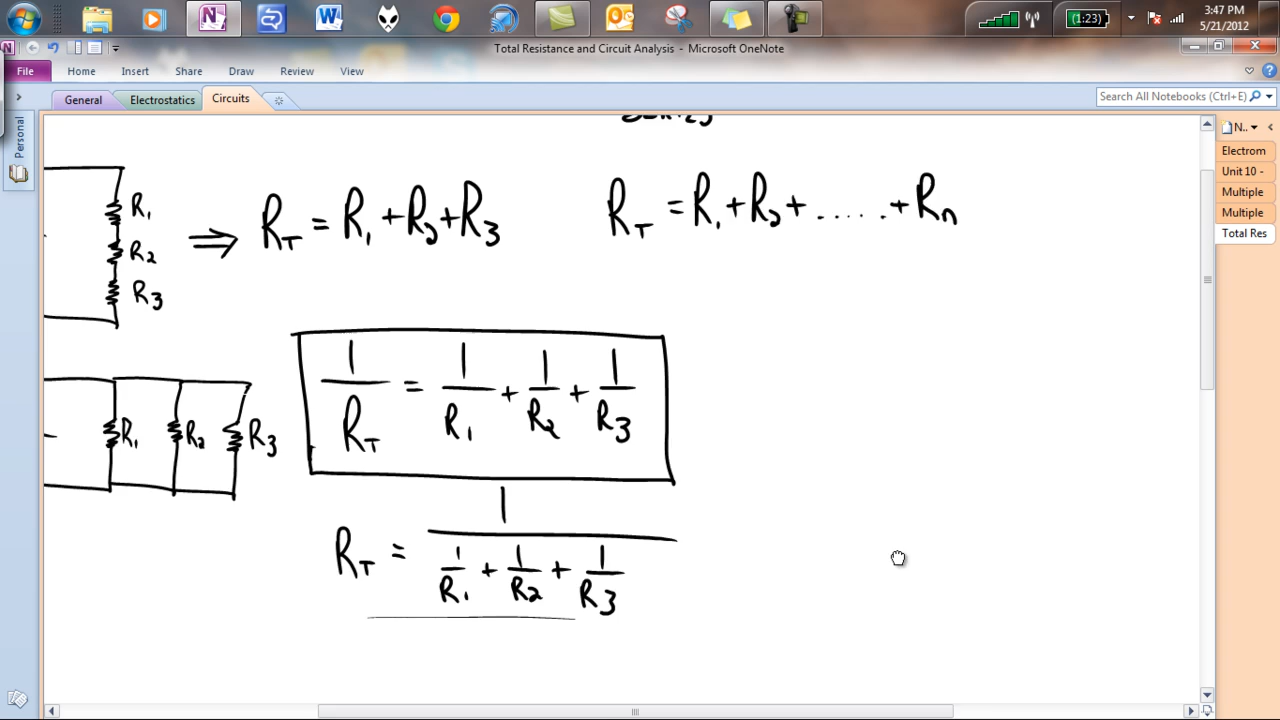 3:47 PM
(1:23)
5/21/2012
Total Resistance and Circuit Analysis - Microsoft OneNote
File Home Insert Share Draw Review View
General Electrostatics Circuits
Search All Notebooks (Ctrl+E)
Personal
N..
Electrom
Unit 10 -
Multiple
Multiple
Total Res
R1
R2
R3
⇒ RT = R1 + R2 + R3
RT = R1 + R2 + ..... + Rn
R1 R2 R3
1/RT = 1/R1 + 1/R2 + 1/R3
RT = 1/(1/R1 + 1/R2 + 1/R3)